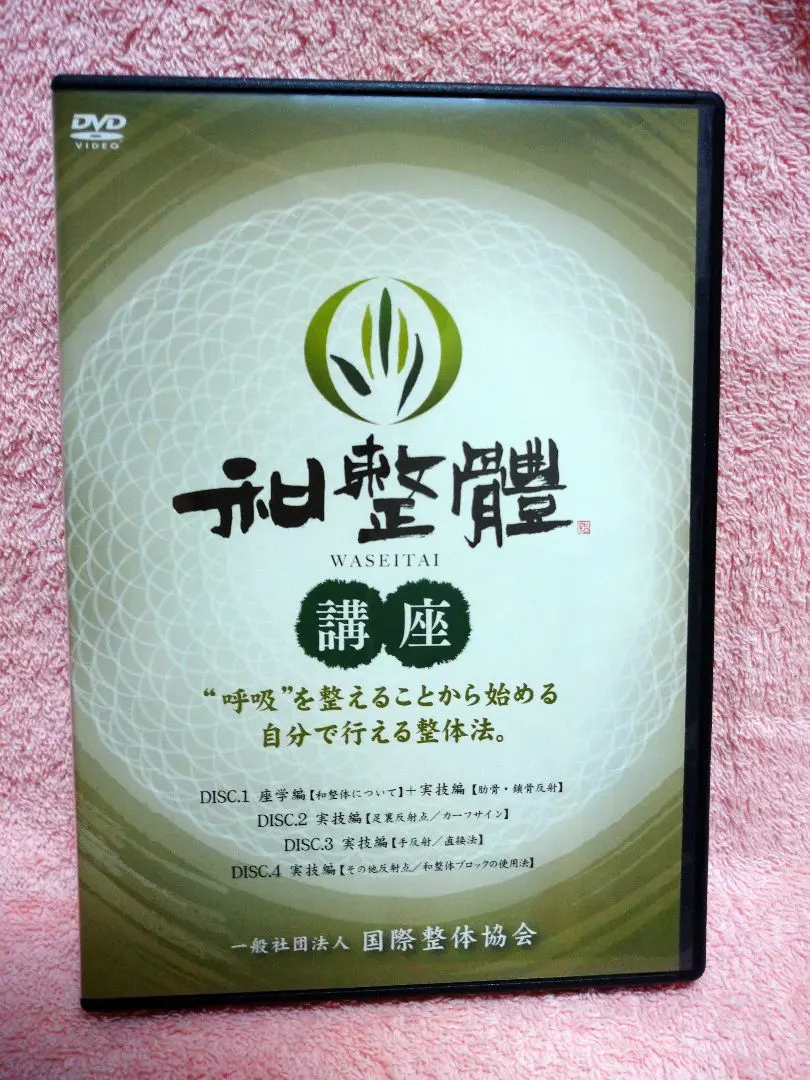 DVD
VIDEO
和整體
WASEITAI
講座
“呼吸”を整えることから始める
自分で行える整体法。
DISC.1 座学編【和整体について】+実技編【肋骨・鎖骨反射】
DISC.2 実技編【足裏反射点/カーフサイン】
DISC.3 実技編【手反射/直接法】
DISC.4 実技編【その他反射点/和整体ブロックの使用法】
一般社団法人 国際整体協会